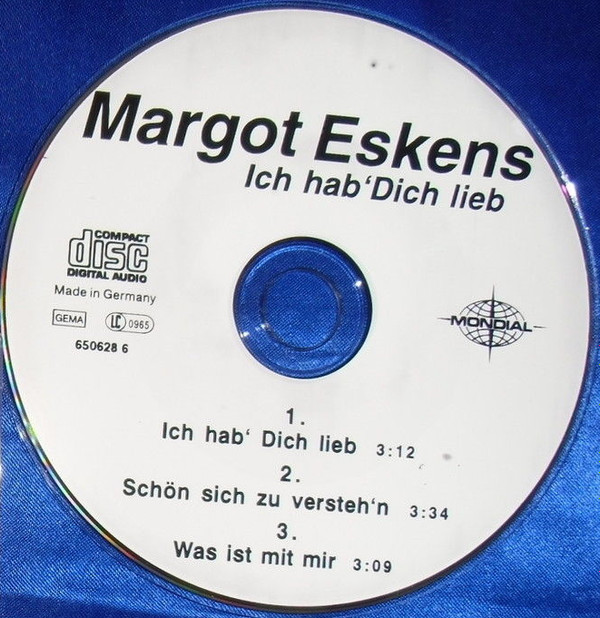 Margot Eskens
Ich hab‘Dich lieb
COMPACT
disc
DIGITAL AUDIO
Made in Germany
GEMA LC 0965
650628 6
MONDIAL
1.
Ich hab‘ Dich lieb 3:12
2.
Schön sich zu versteh‘n 3:34
3.
Was ist mit mir 3:09